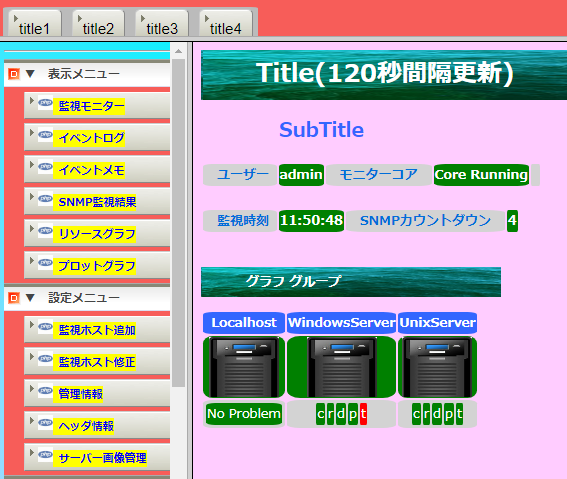 title1 title2 title3 title4
▼ 表示メニュー
監視モニター
イベントログ
イベントメモ
SNMP監視結果
リソースグラフ
プロットグラフ
▼ 設定メニュー
監視ホスト追加
監視ホスト修正
管理情報
ヘッダ情報
サーバー画像管理
Title(120秒間隔更新)
SubTitle
ユーザー admin モニターコア Core Running
監視時刻 11:50:48 SNMPカウントダウン 4
グラフ グループ
Localhost WindowsServer UnixServer
No Problem c r d p t c r d p t